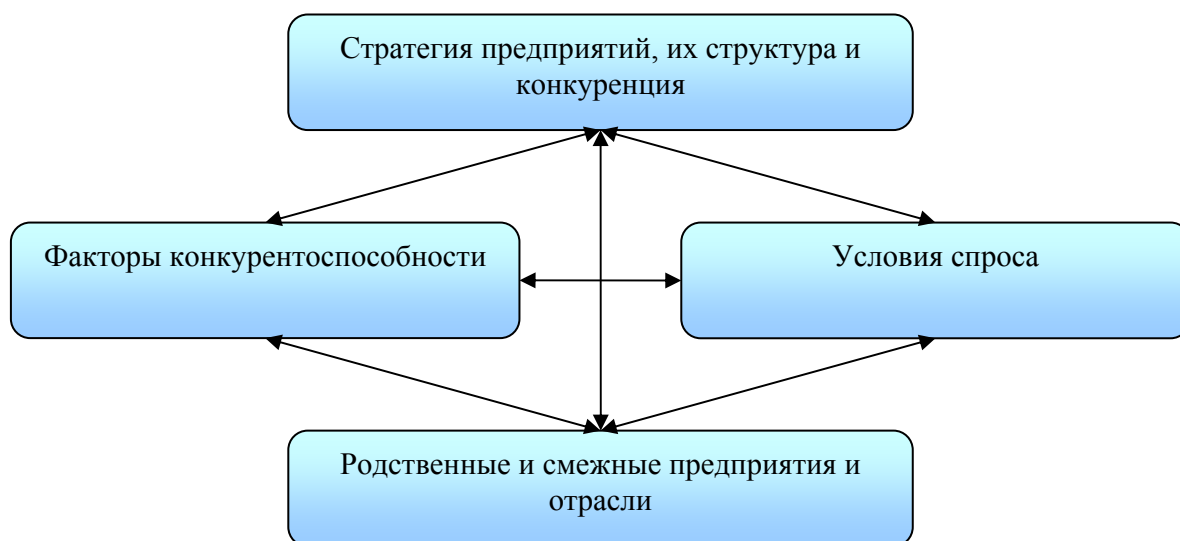 Стратегия предприятий, их структура и
конкуренция
Факторы конкурентоспособности
Условия спроса
Родственные и смежные предприятия и
отрасли